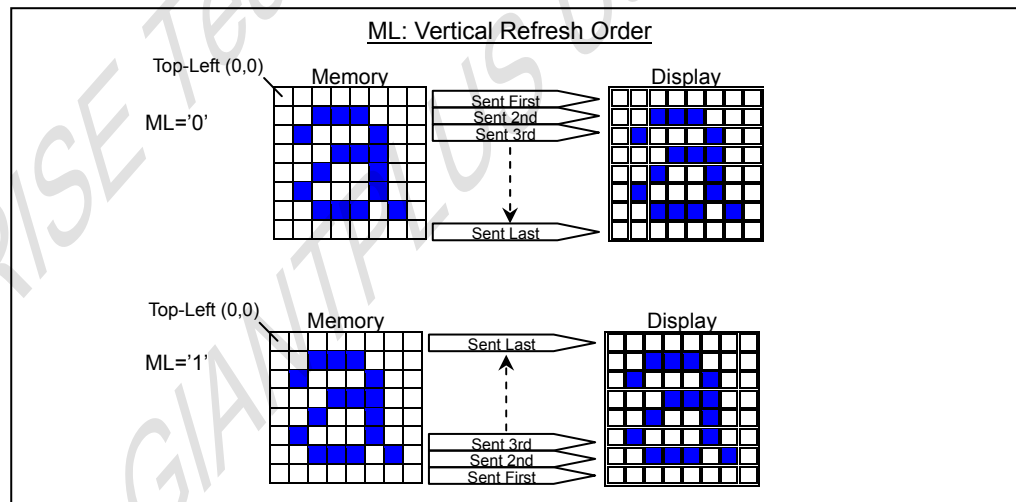 ML: Vertical Refresh Order
Top-Left (0,0)
Memory
Display
ML='0'
Sent First
Sent 2nd
Sent 3rd
Sent Last
Top-Left (0,0)
Memory
Display
ML='1'
Sent Last
Sent 3rd
Sent 2nd
Sent First
GIANTPLUS